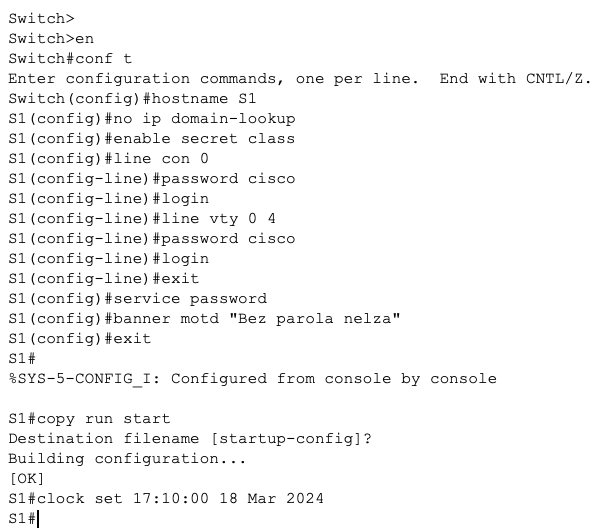 Switch>
Switch>en
Switch#conf t
Enter configuration commands, one per line.  End with CNTL/Z.
Switch(config)#hostname S1
S1(config)#no ip domain-lookup
S1(config)#enable secret class
S1(config)#line con 0
S1(config-line)#password cisco
S1(config-line)#login
S1(config-line)#line vty 0 4
S1(config-line)#password cisco
S1(config-line)#login
S1(config-line)#exit
S1(config)#service password
S1(config)#banner motd "Bez parola nelza"
S1(config)#exit
S1#
%SYS-5-CONFIG_I: Configured from console by console

S1#copy run start
Destination filename [startup-config]?
Building configuration...
[OK]
S1#clock set 17:10:00 18 Mar 2024
S1#